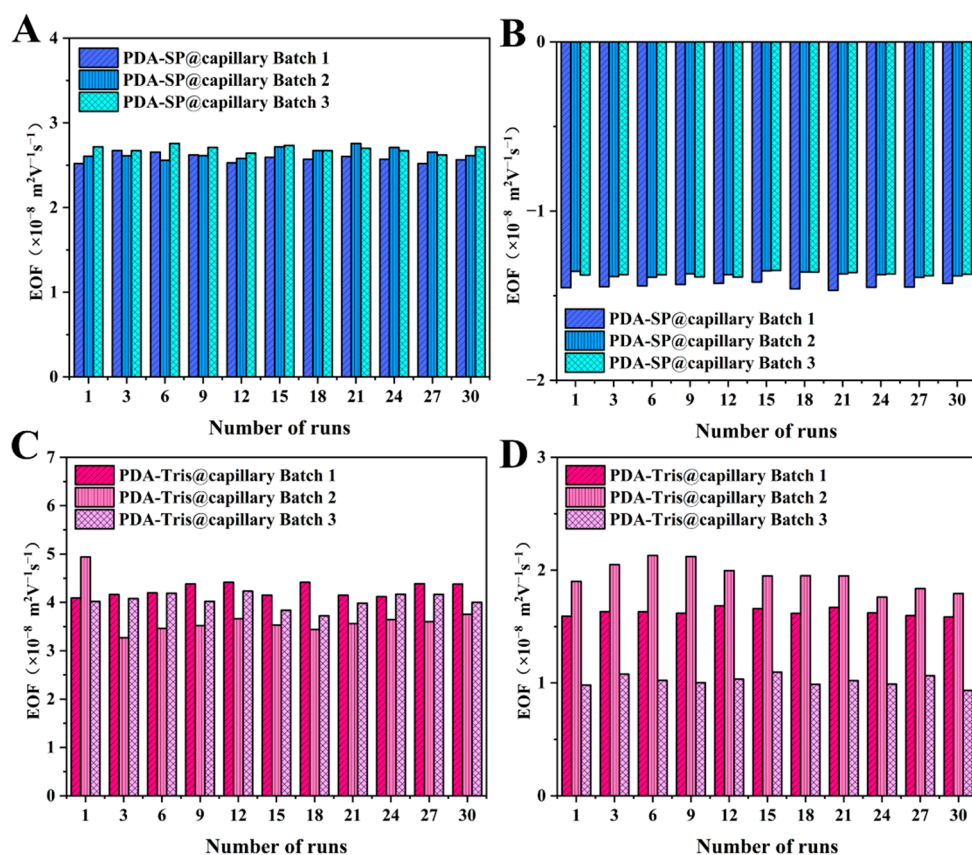 A
PDA-SP@capillary Batch 1
PDA-SP@capillary Batch 2
PDA-SP@capillary Batch 3
EOF (×10⁻⁸ m²V⁻¹s⁻¹)
4
3
2
1
0
1 3 6 9 12 15 18 21 24 27 30
Number of runs
B
EOF (×10⁻⁸ m²V⁻¹s⁻¹)
0
−1
−2
PDA-SP@capillary Batch 1
PDA-SP@capillary Batch 2
PDA-SP@capillary Batch 3
1 3 6 9 12 15 18 21 24 27 30
Number of runs
C
PDA-Tris@capillary Batch 1
PDA-Tris@capillary Batch 2
PDA-Tris@capillary Batch 3
EOF (×10⁻⁸ m²V⁻¹s⁻¹)
7
6
5
4
3
2
1
0
1 3 6 9 12 15 18 21 24 27 30
Number of runs
D
PDA-Tris@capillary Batch 1
PDA-Tris@capillary Batch 2
PDA-Tris@capillary Batch 3
EOF (×10⁻⁸ m²V⁻¹s⁻¹)
3
2
1
0
1 3 6 9 12 15 18 21 24 27 30
Number of runs